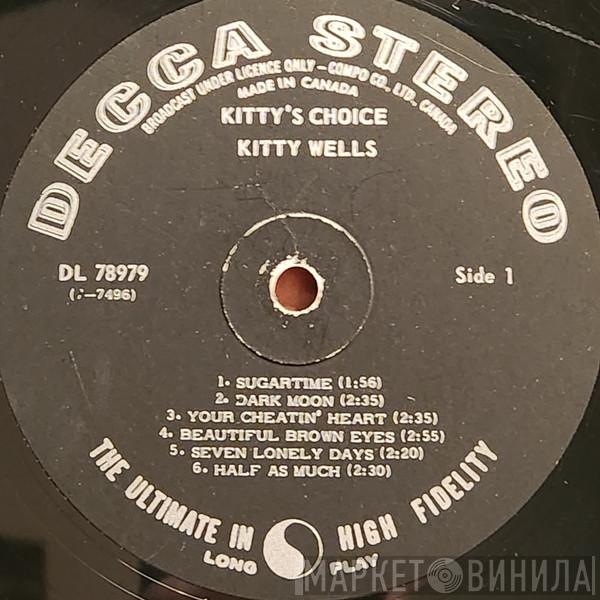 DECCA STEREO
BROADCAST UNDER LICENCE ONLY – COMPO CO., LTD., CANADA
MADE IN CANADA
KITTY'S CHOICE
KITTY WELLS
DL 78979
Side 1
–7496)
1. SUGARTIME (1:56)
2. DARK MOON (2:35)
3. YOUR CHEATIN' HEART (2:35)
4. BEAUTIFUL BROWN EYES (2:55)
5. SEVEN LONELY DAYS (2:20)
6. HALF AS MUCH (2:30)
THE ULTIMATE IN HIGH FIDELITY
LONG PLAY
МАРКЕТ ВИНИЛА